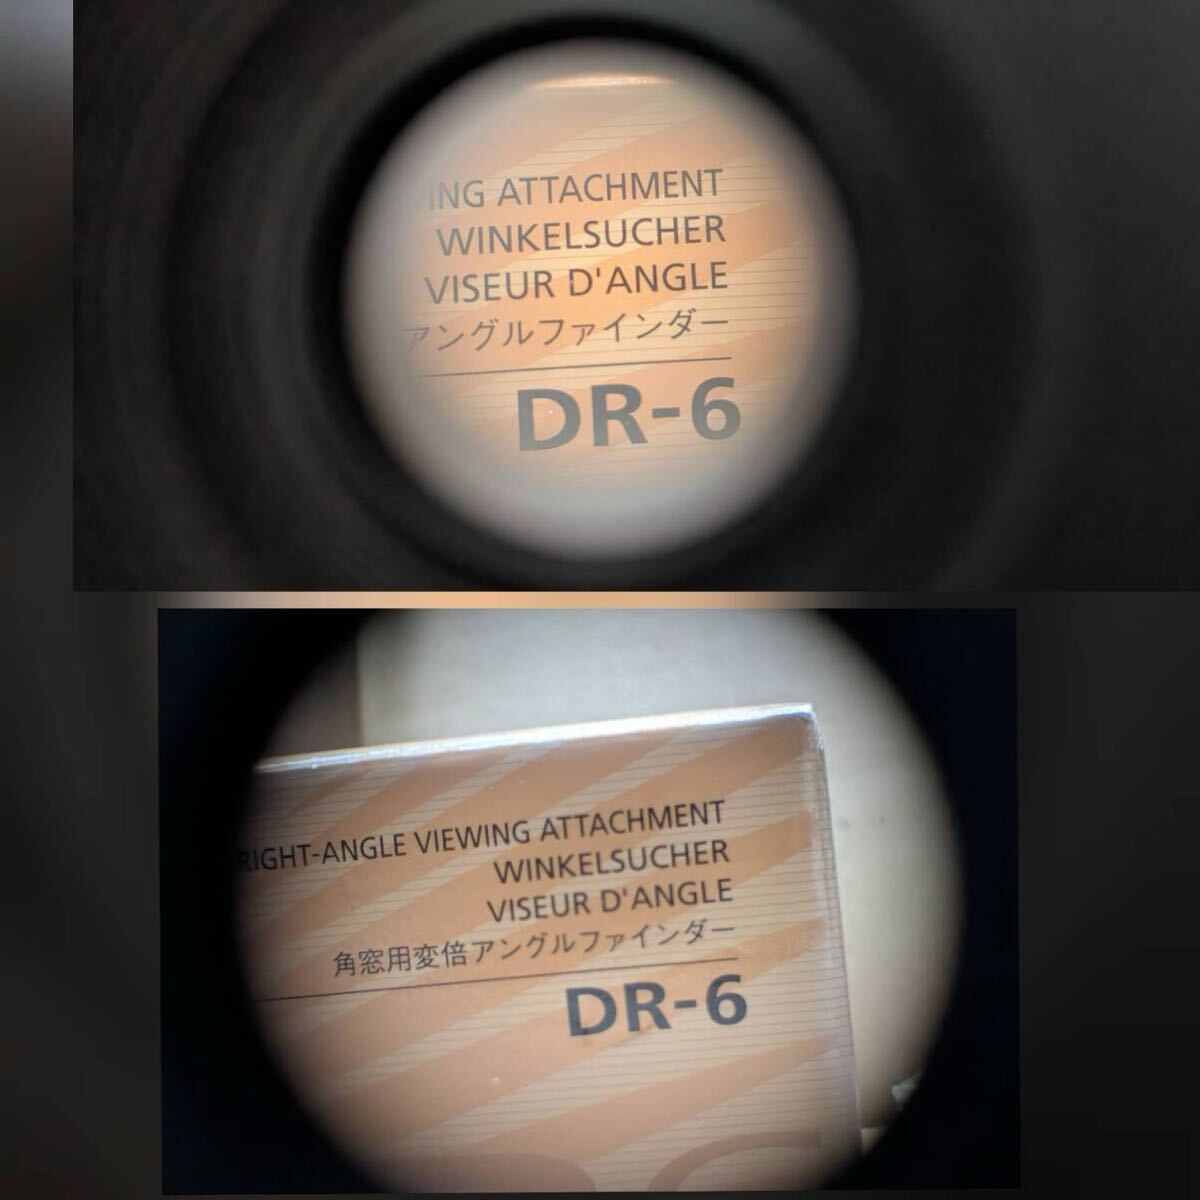 ING ATTACHMENT
WINKELSUCHER
VISEUR D'ANGLE
アングルファインダー
DR-6
RIGHT-ANGLE VIEWING ATTACHMENT
WINKELSUCHER
VISEUR D'ANGLE
角窓用変倍アングルファインダー
DR-6